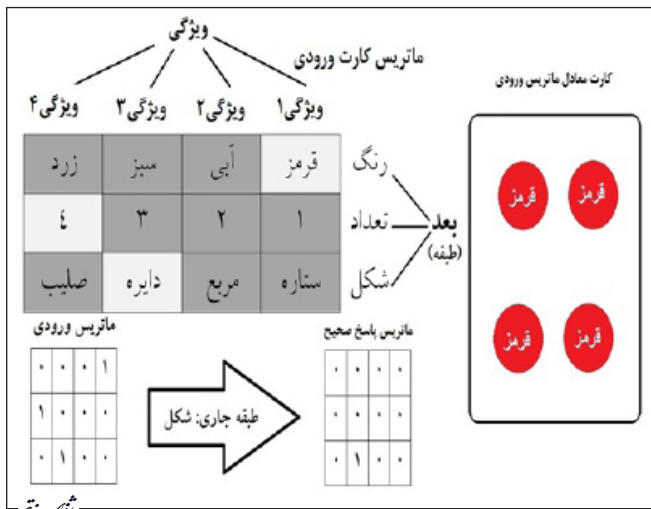 ویژگی
ماتریس کارت ورودی
ویژگی۱ ویژگی۲ ویژگی۳ ویژگی۴
رنگ قرمز آبی سبز زرد
تعداد ۱ ۲ ۳ ٤
شکل ستاره مربع دایره صلیب
بعد
(طبقه)
کارت معادل ماتریس ورودی
قرمز قرمز
قرمز قرمز
ماتریس ورودی
۰ ۰ ۰ ۱
۱ ۰ ۰ ۰
۰ ۱ ۰ ۰
طبقه جاری: شکل
ماتریس پاسخ صحیح
۰ ۰ ۰ ۰
۰ ۰ ۰ ۰
۰ ۱ ۰ ۰